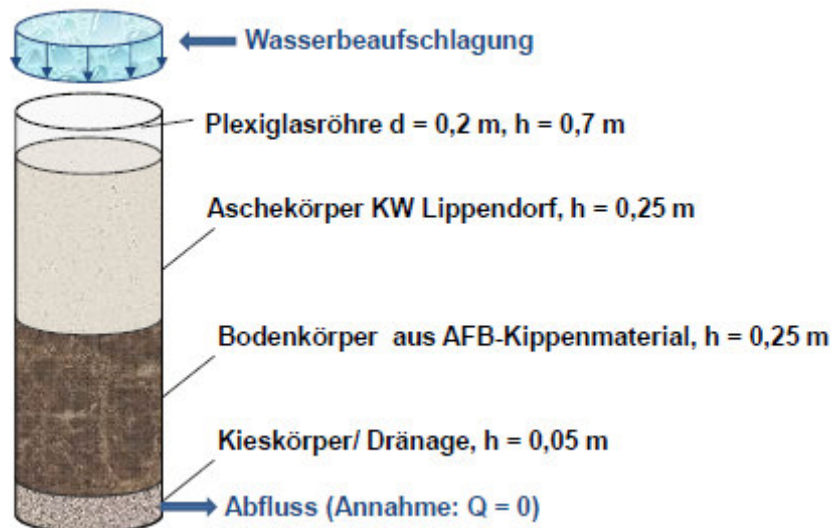 Wasserbeaufschlagung
Plexiglasröhre d = 0,2 m, h = 0,7 m
Aschekörper KW Lippendorf, h = 0,25 m
Bodenkörper aus AFB-Kippenmaterial, h = 0,25 m
Kieskörper/ Dränage, h = 0,05 m
Abfluss (Annahme: Q = 0)